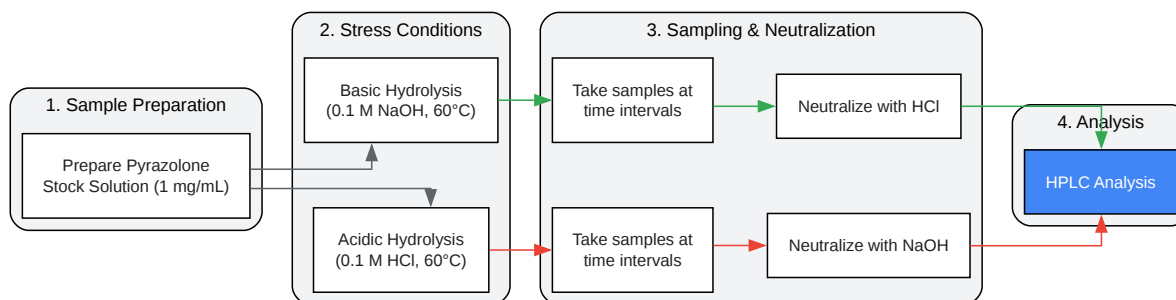 1. Sample Preparation
Prepare Pyrazolone
Stock Solution (1 mg/mL)
2. Stress Conditions
Basic Hydrolysis
(0.1 M NaOH, 60°C)
Acidic Hydrolysis
(0.1 M HCl, 60°C)
3. Sampling & Neutralization
Take samples at
time intervals
Neutralize with HCl
Take samples at
time intervals
Neutralize with NaOH
4. Analysis
HPLC Analysis